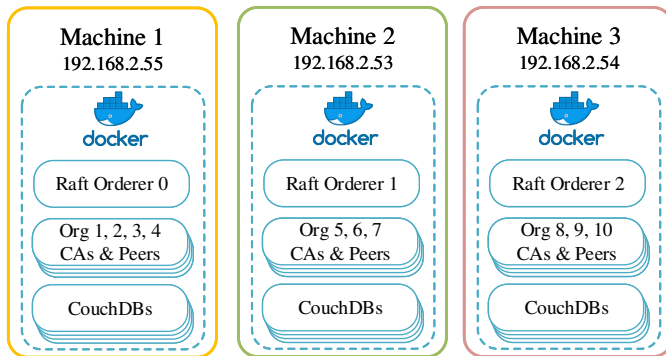 Machine 1
192.168.2.55
docker
Raft Orderer 0
Org 1, 2, 3, 4
CAs & Peers
CouchDBs
Machine 2
192.168.2.53
docker
Raft Orderer 1
Org 5, 6, 7
CAs & Peers
CouchDBs
Machine 3
192.168.2.54
docker
Raft Orderer 2
Org 8, 9, 10
CAs & Peers
CouchDBs